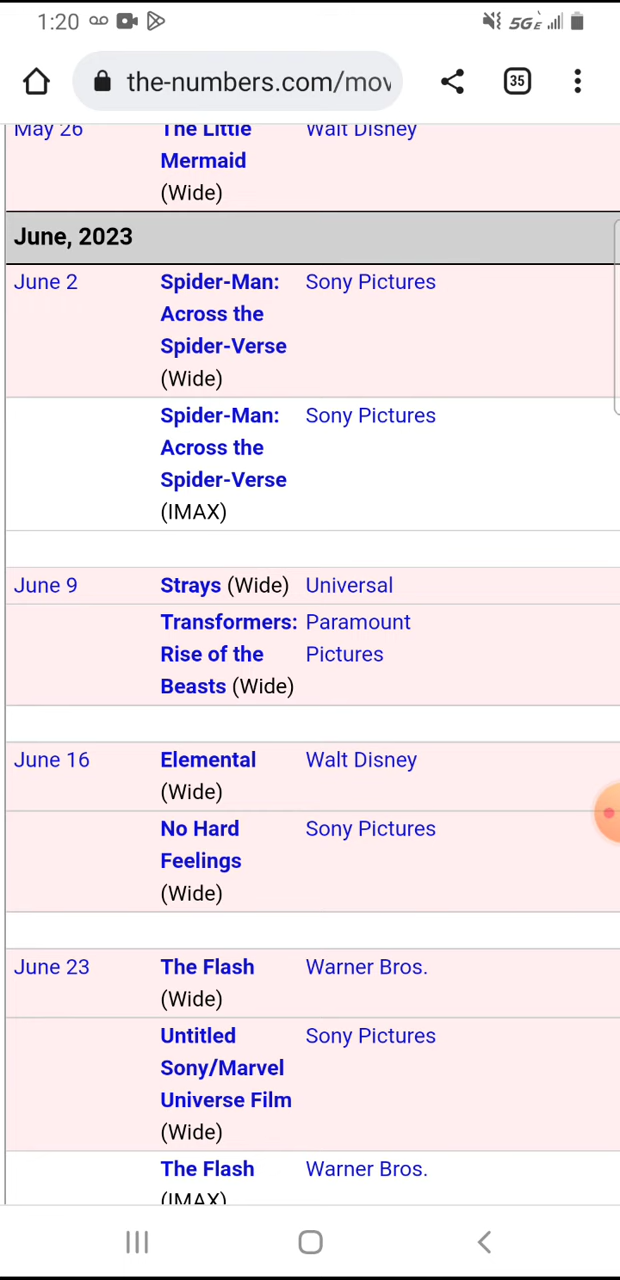 1:20
5GE
the-numbers.com/mov
35
May 26 The Little Walt Disney
Mermaid
(Wide)
June, 2023
June 2 Spider-Man: Sony Pictures
Across the
Spider-Verse
(Wide)
Spider-Man: Sony Pictures
Across the
Spider-Verse
(IMAX)
June 9 Strays (Wide) Universal
Transformers: Paramount
Rise of the Pictures
Beasts (Wide)
June 16 Elemental Walt Disney
(Wide)
No Hard Sony Pictures
Feelings
(Wide)
June 23 The Flash Warner Bros.
(Wide)
Untitled Sony Pictures
Sony/Marvel
Universe Film
(Wide)
The Flash Warner Bros.
(IMAX)